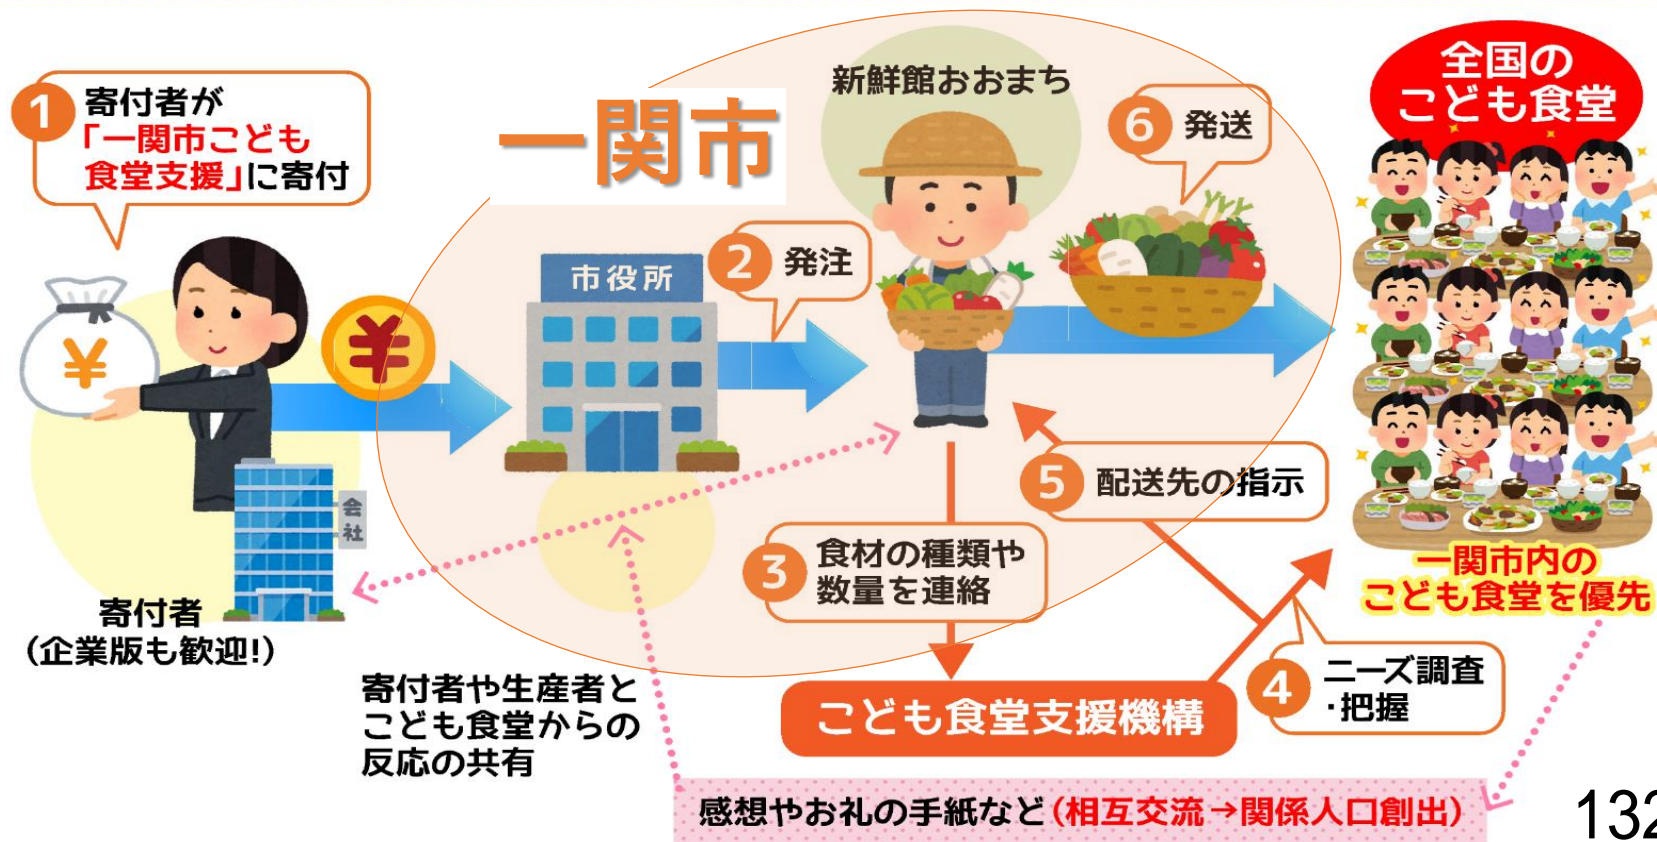 1
寄付者が
「一関市こども
食堂支援」に寄付
¥
¥
会社
寄付者
(企業版も歓迎!)
一関市
市役所
2
発注
新鮮館おおまち
6
発送
全国の
こども食堂
一関市内の
こども食堂を優先
3
食材の種類や
数量を連絡
5
配送先の指示
こども食堂支援機構
4
ニーズ調査
・把握
寄付者や生産者と
こども食堂からの
反応の共有
感想やお礼の手紙など(相互交流→関係人口創出)
132